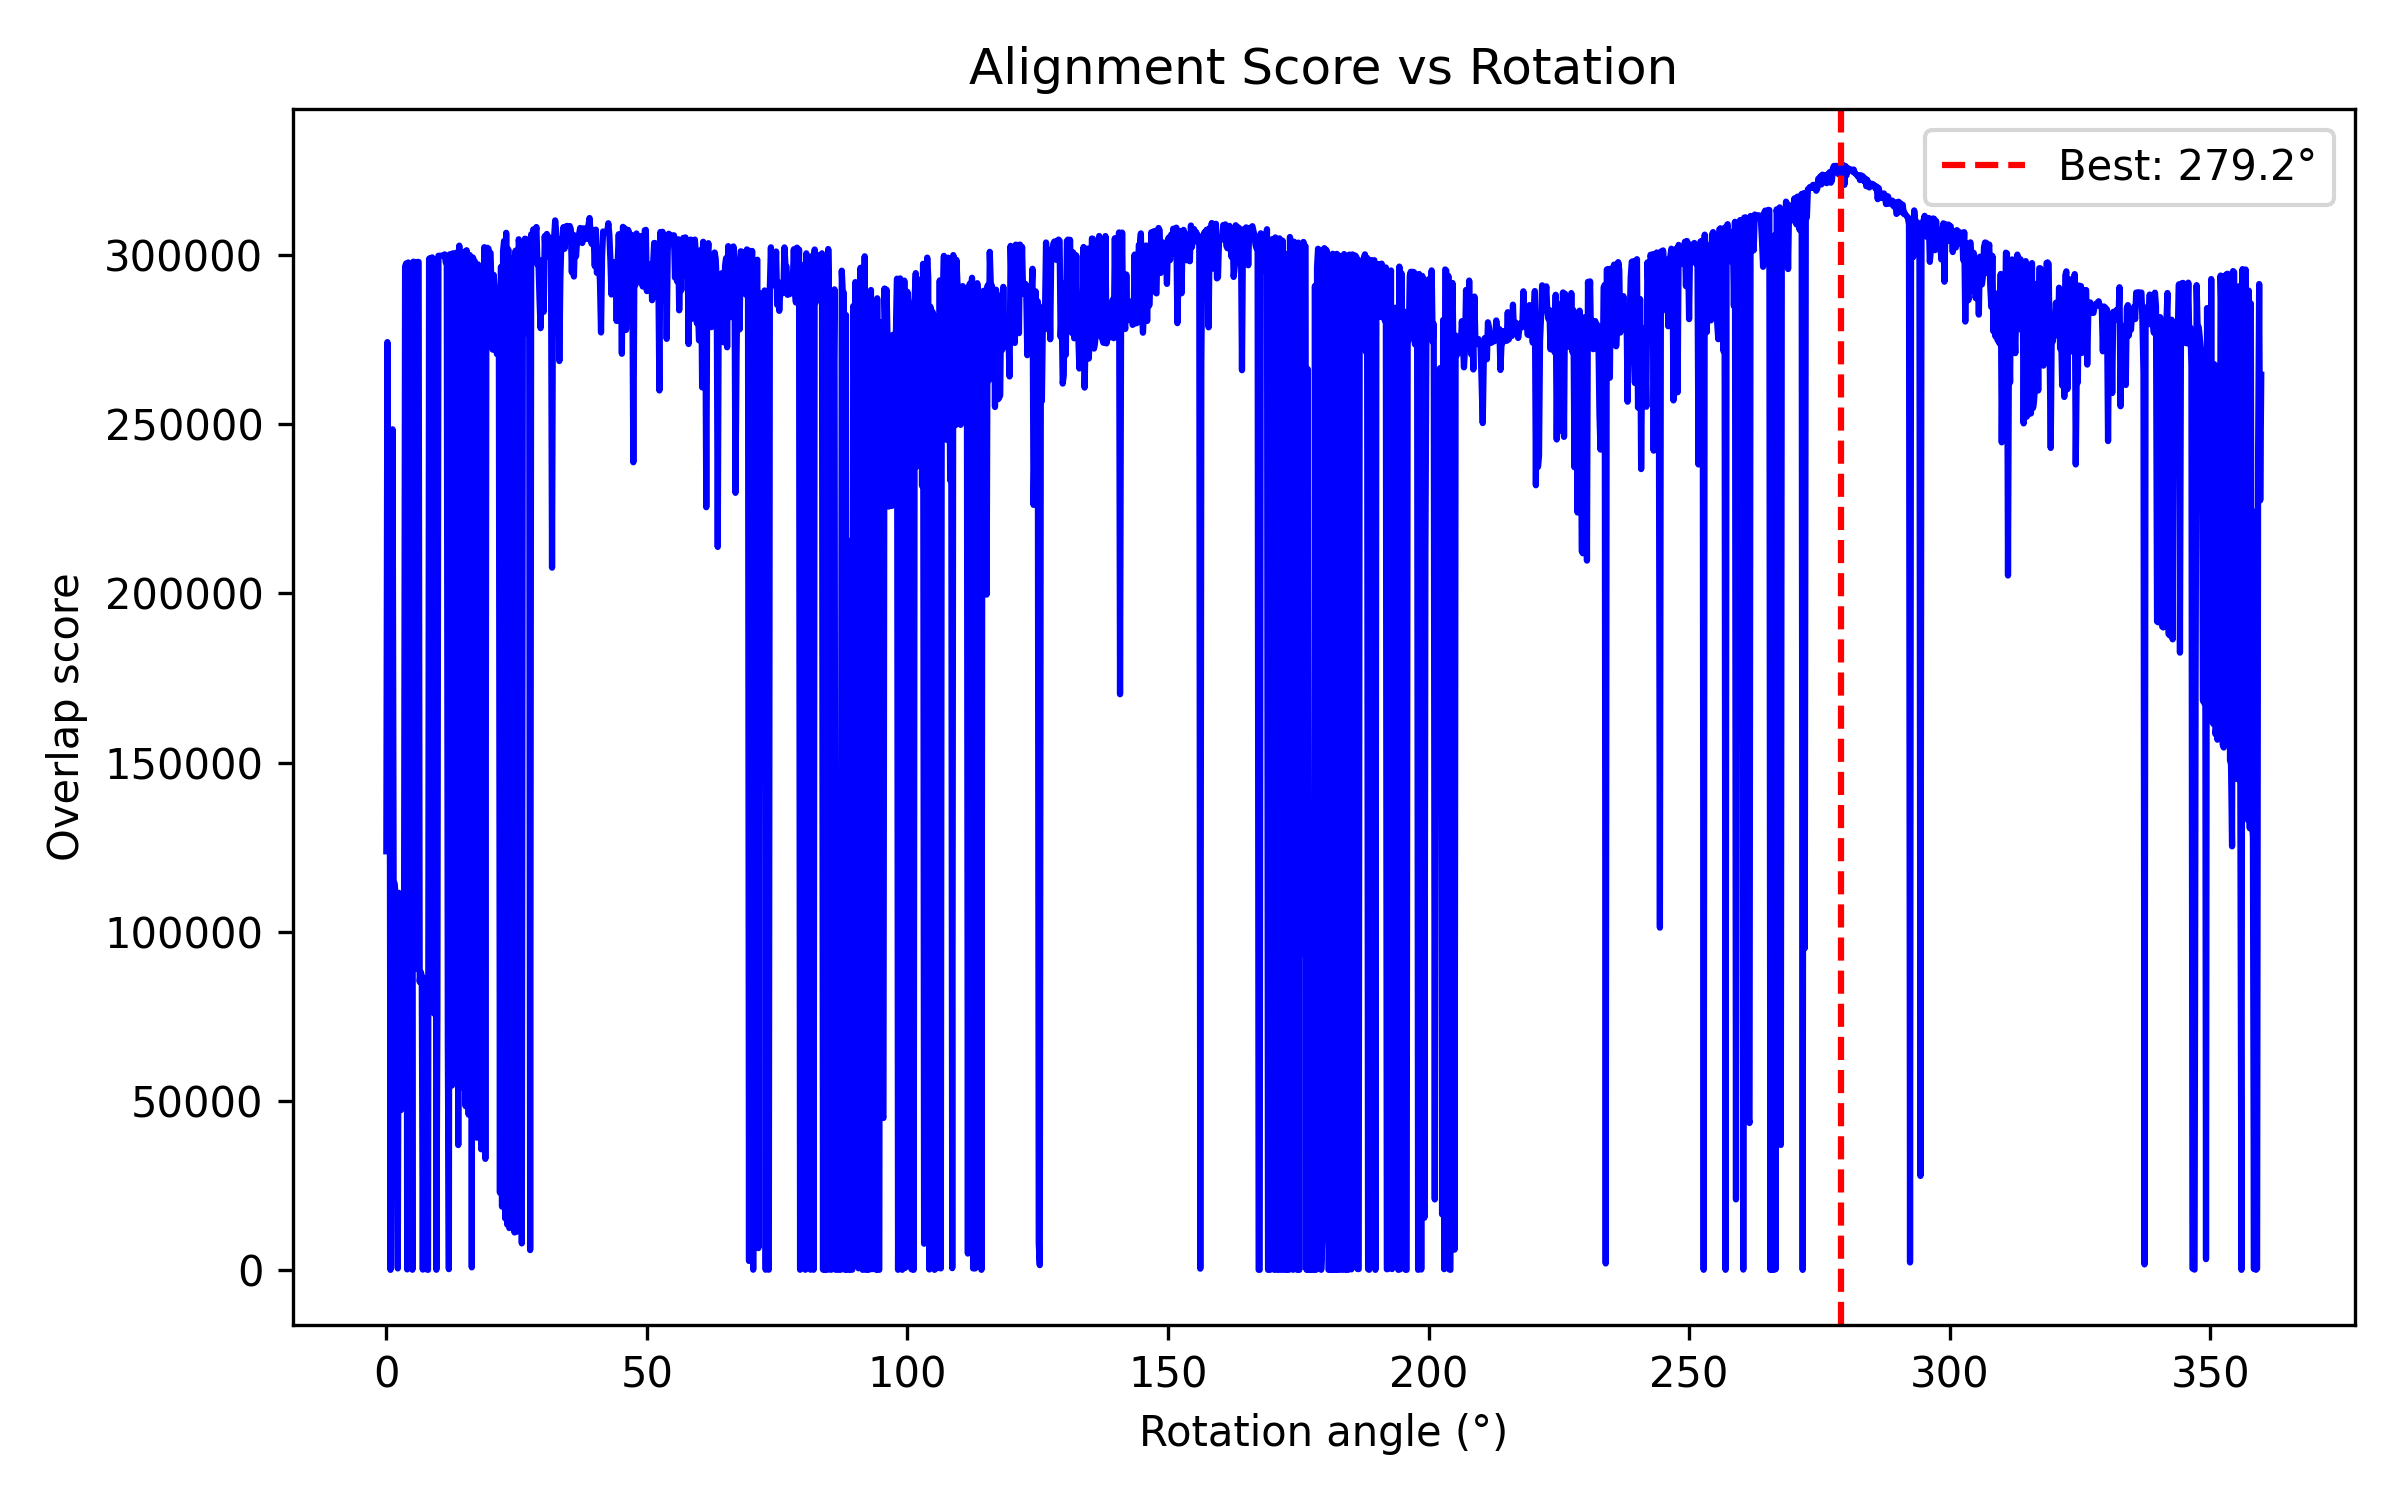 Alignment Score vs Rotation
Best: 279.2°
Overlap score
300000
250000
200000
150000
100000
50000
0
0 50 100 150 200 250 300 350
Rotation angle (°)